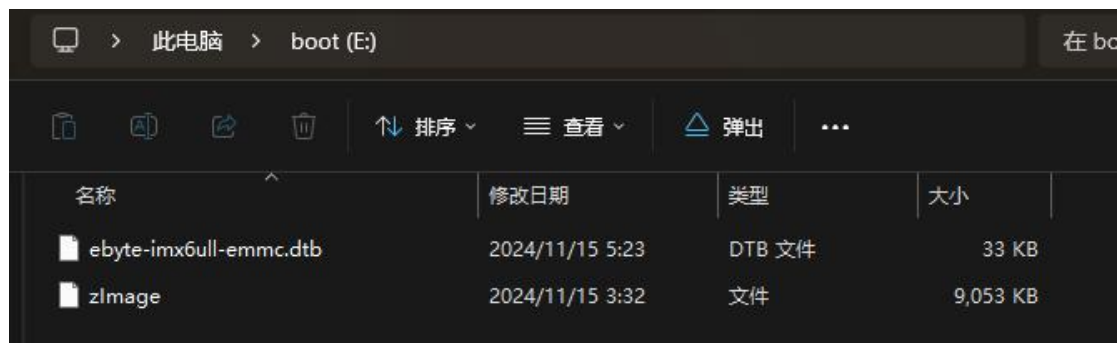 此电脑 > boot (E:) 在 bo
排序 查看 弹出 •••
名称 修改日期 类型 大小
ebyte-imx6ull-emmc.dtb 2024/11/15 5:23 DTB 文件 33 KB
zImage 2024/11/15 3:32 文件 9,053 KB